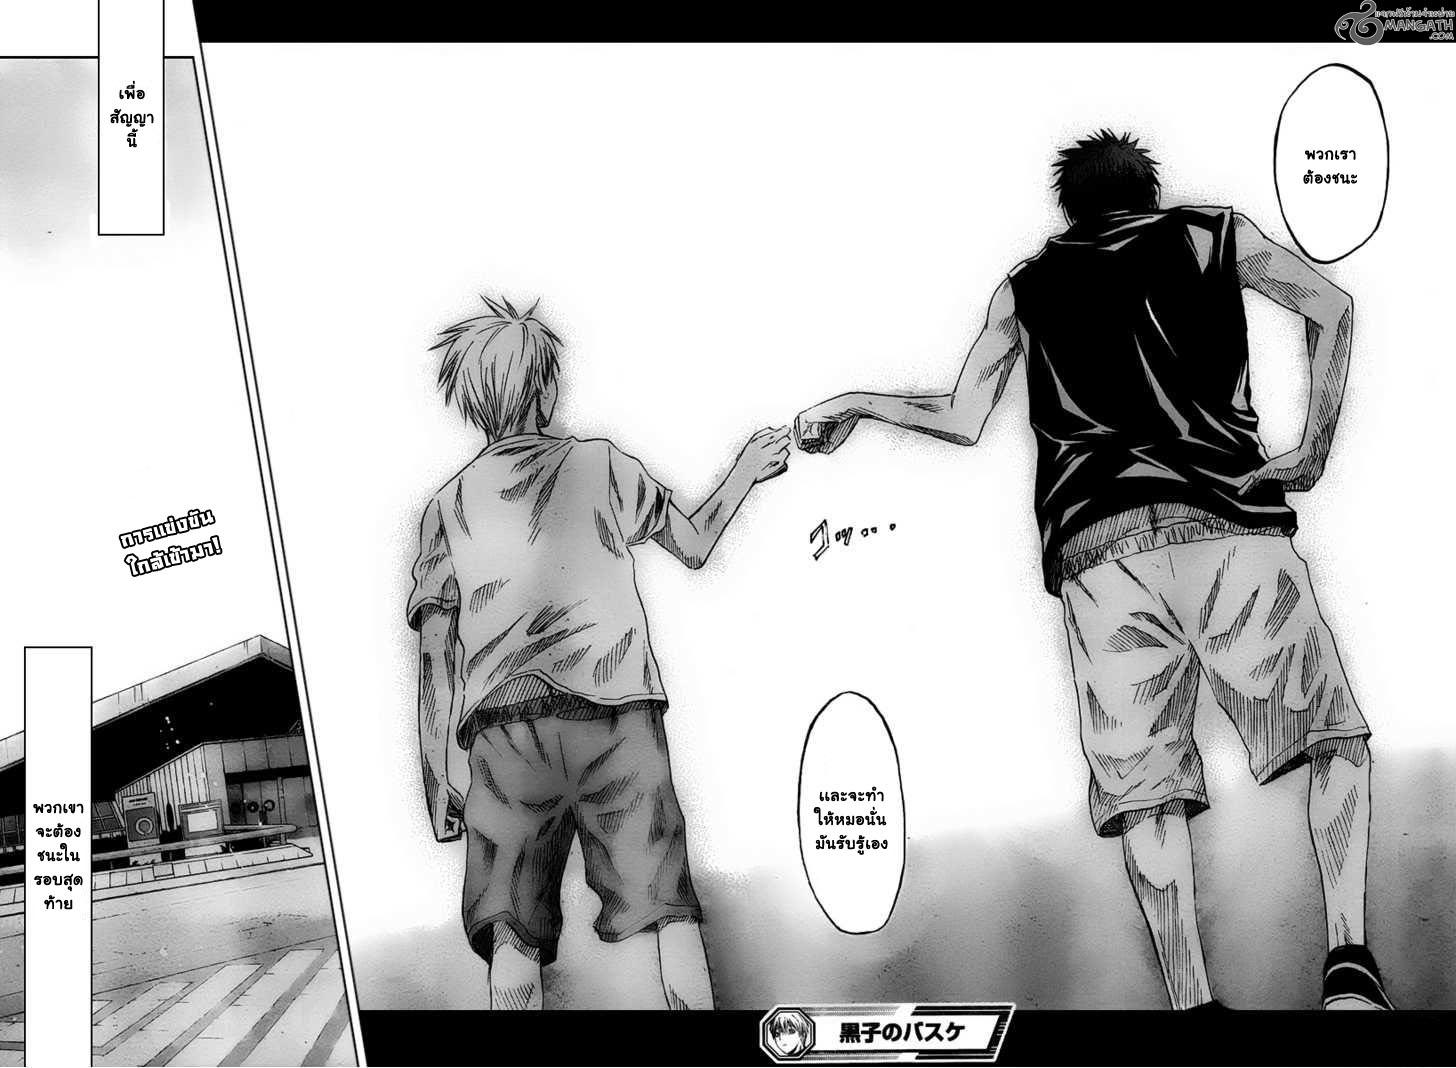 พวกเรา
ต้องชนะ
และจะทำ
ให้หมอนั่น
มันรับรู้เอง
เพื่อ
สัญญา
นี้
การแข่งขัน
ใกล้เข้ามา!
พวกเขา
จะต้อง
ชนะใน
รอบสุด
ท้าย
コッ...
黒子のバスケ
MANGATH
.COM